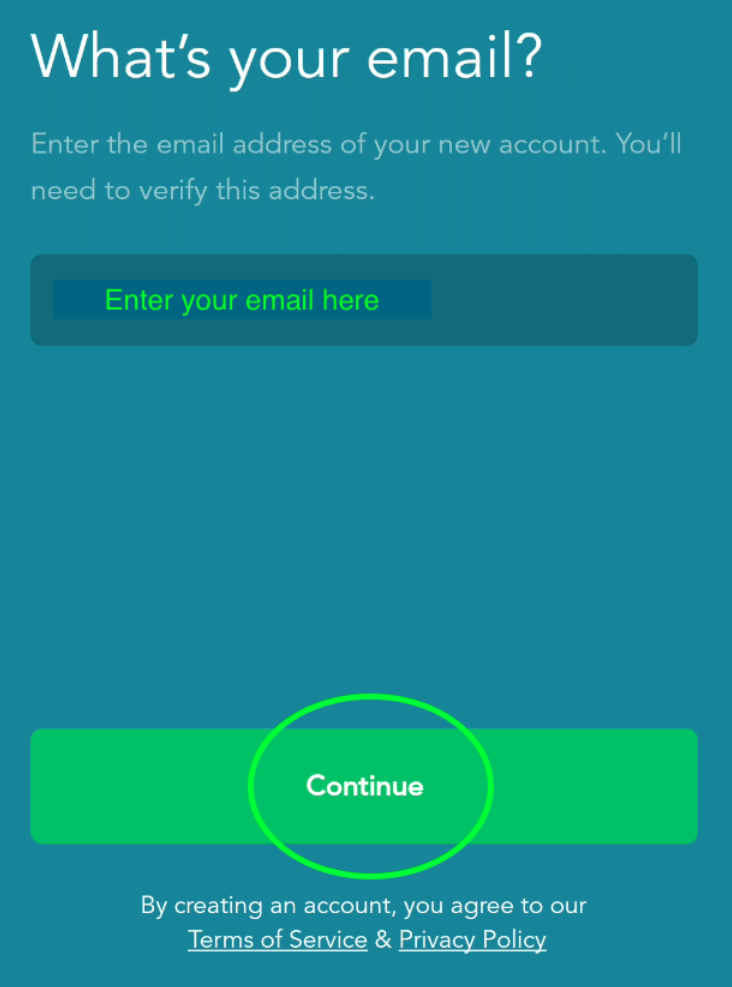 What’s your email?
Enter the email address of your new account. You’ll
need to verify this address.
Enter your email here
Continue
By creating an account, you agree to our
Terms of Service & Privacy Policy